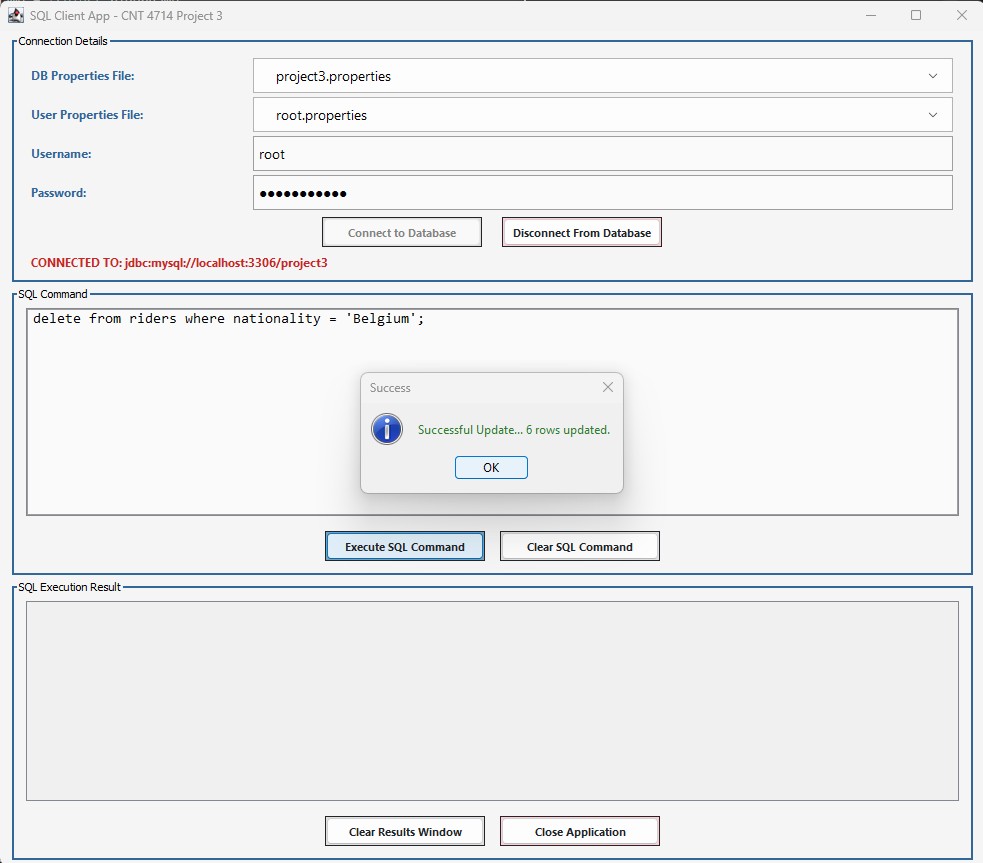 SQL Client App - CNT 4714 Project 3
Connection Details
DB Properties File: project3.properties
User Properties File: root.properties
Username: root
Password: ●●●●●●●●●●●
Connect to Database Disconnect From Database
CONNECTED TO: jdbc:mysql://localhost:3306/project3
SQL Command
delete from riders where nationality = 'Belgium';
Success
Successful Update... 6 rows updated.
OK
Execute SQL Command Clear SQL Command
SQL Execution Result
Clear Results Window Close Application